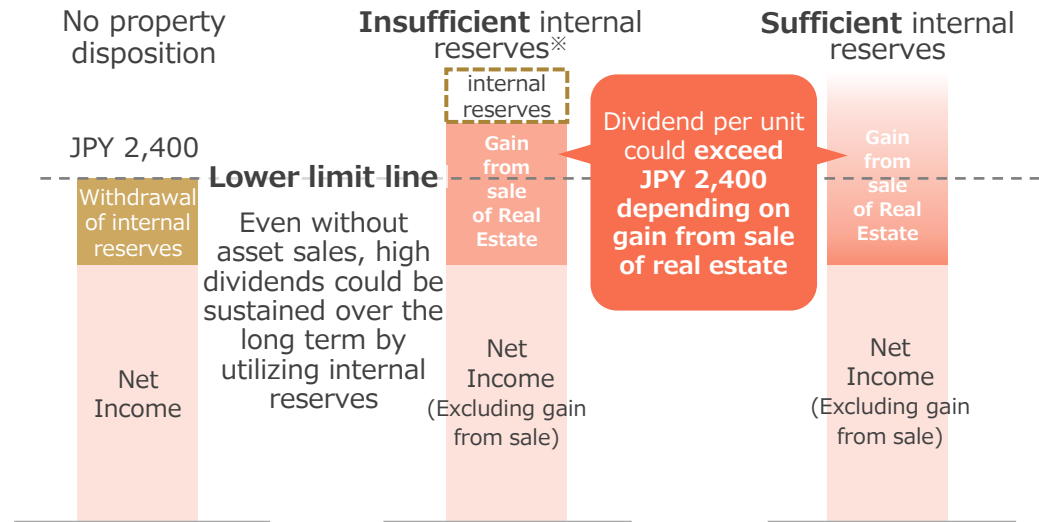 No property
disposition
JPY 2,400
Withdrawal
of internal
reserves
Net
Income
Lower limit line
Even without
asset sales, high
dividends could be
sustained over the
long term by
utilizing internal
reserves
Insufficient internal
reserves※
internal
reserves
Gain
from
sale
of Real
Estate
Net
Income
(Excluding gain
from sale)
Dividend per unit
could exceed
JPY 2,400
depending on
gain from sale
of real estate
Sufficient internal
reserves
Gain
from
sale
of Real
Estate
Net
Income
(Excluding gain
from sale)